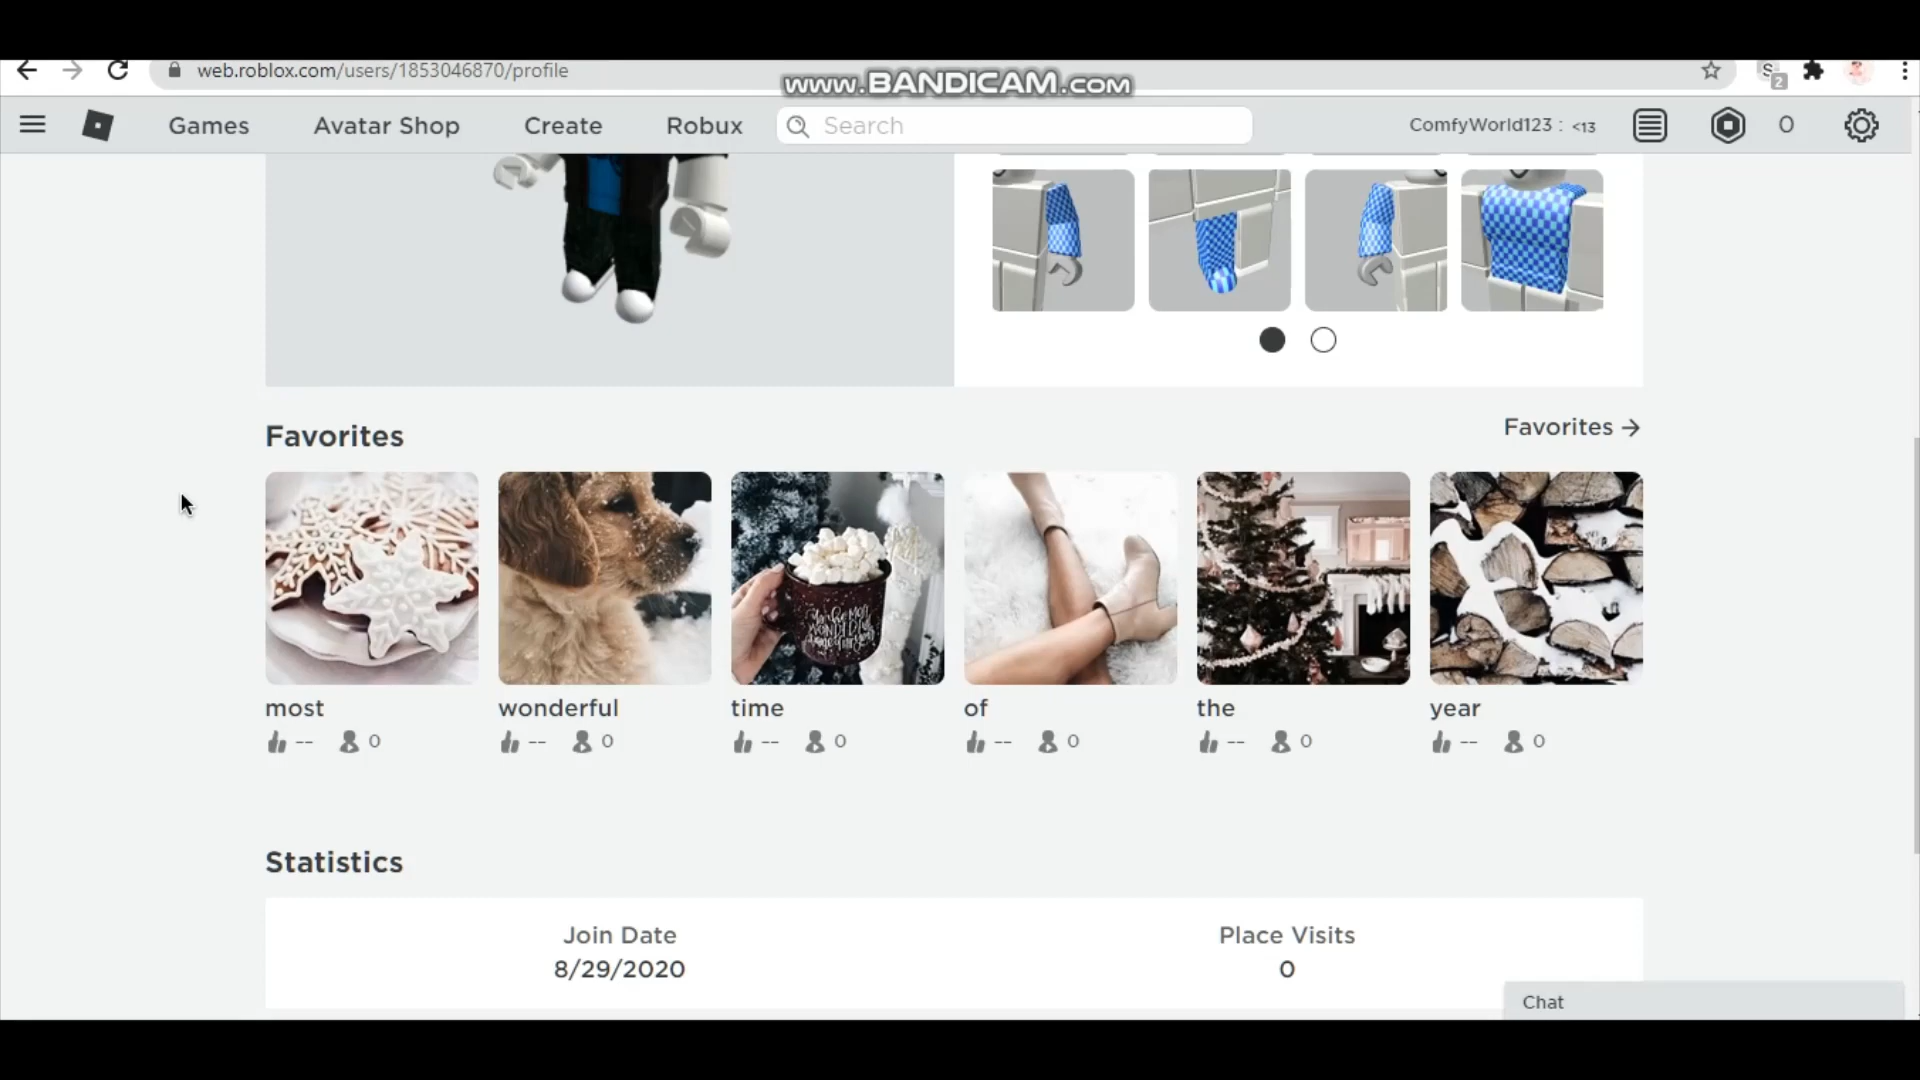 web.roblox.com/users/1853046870/profile
www.BANDICAM.com
S
2
Games
Avatar Shop
Create
Robux
Search
ComfyWorld123 : <13
0
Favorites
Favorites →
most
wonderful
time
of
the
year
-- 0
-- 0
-- 0
-- 0
-- 0
-- 0
Statistics
Join Date
Place Visits
8/29/2020
0
Chat